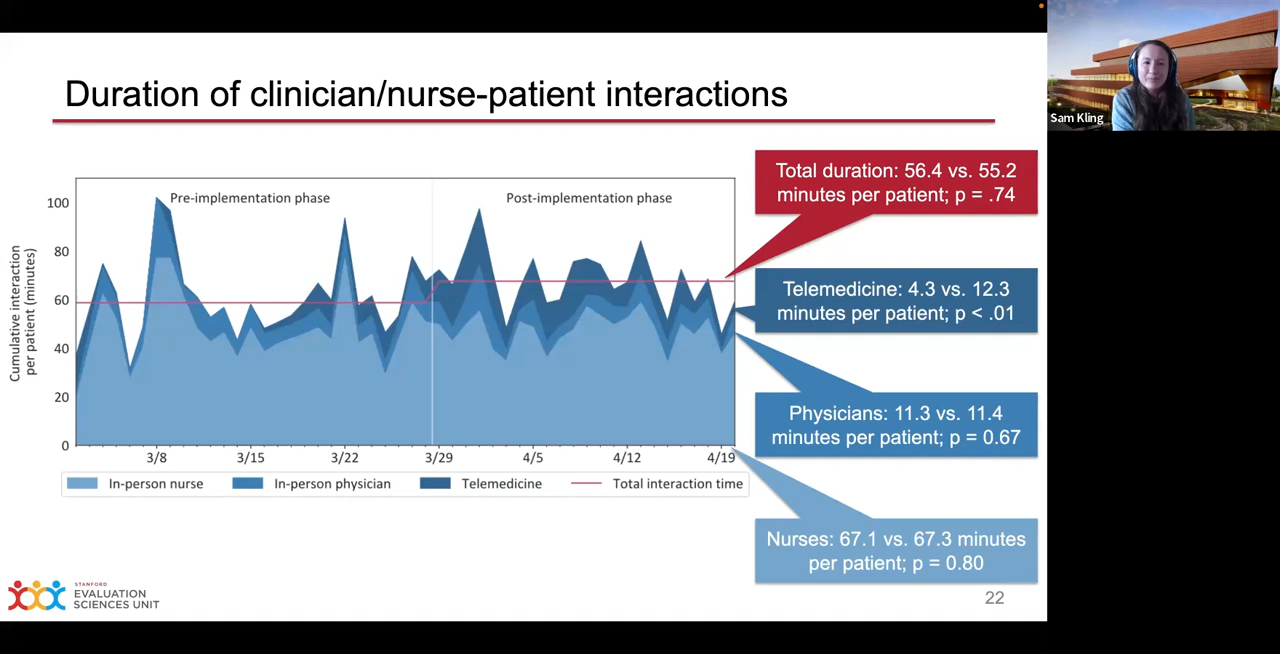 Duration of clinician/nurse-patient interactions
Sam Kling
Total duration: 56.4 vs. 55.2
minutes per patient; p = .74
Telemedicine: 4.3 vs. 12.3
minutes per patient; p < .01
Physicians: 11.3 vs. 11.4
minutes per patient; p = 0.67
Nurses: 67.1 vs. 67.3 minutes
per patient; p = 0.80
Pre-implementation phase
Post-implementation phase
Cumulative interaction
per patient (minutes)
100
80
60
40
20
0
3/8
3/15
3/22
3/29
4/5
4/12
4/19
In-person nurse
In-person physician
Telemedicine
Total interaction time
STANFORD
EVALUATION
SCIENCES UNIT
22